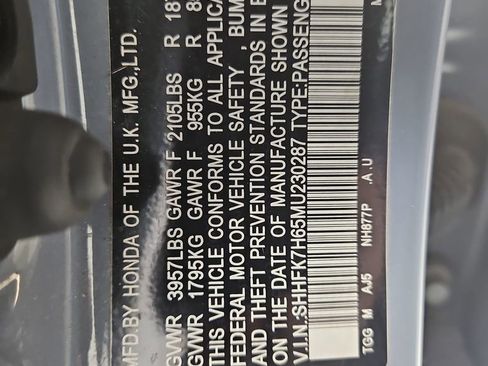 MFD.BY HONDA OF THE U.K. MFG.,LTD.
GVWR 3957LBS GAWR F 2105LBS R 18
GVWR 1795KG GAWR F 955KG R 8
THIS VEHICLE CONFORMS TO ALL APPLICA
FEDERAL MOTOR VEHICLE SAFETY , BUM
AND THEFT PREVENTION STANDARDS IN E
ON THE DATE OF MANUFACTURE SHOWN
V.I.N.:SHHFK7H65MU230287 TYPE:PASSENG
TGG M AJ5 NH877P .A U